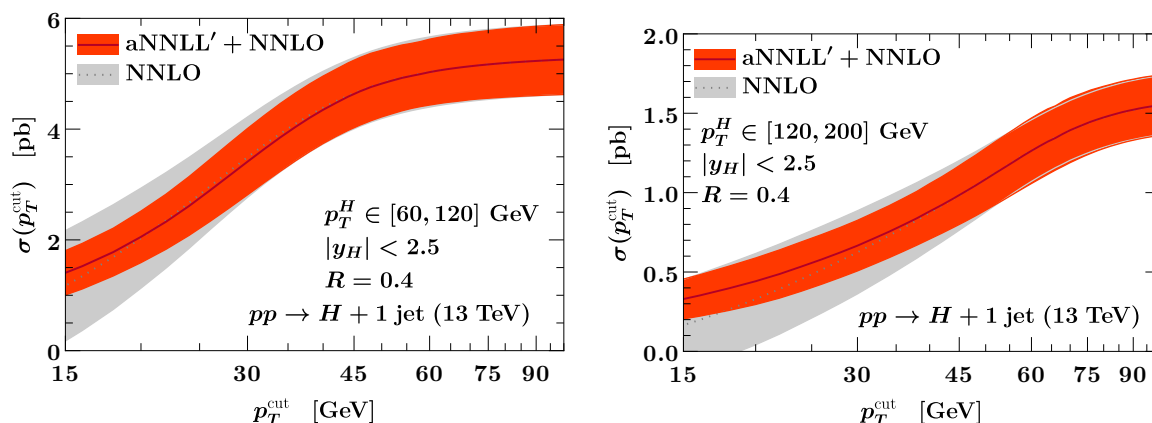 6
aNNLL′ + NNLO
NNLO
4
2
0
σ(p_T^cut) [pb]
p_T^H ∈ [60, 120] GeV
|y_H| < 2.5
R = 0.4
pp → H + 1 jet (13 TeV)
15 30 45 60 75 90
p_T^cut [GeV]
2.0
aNNLL′ + NNLO
NNLO
1.5
1.0
0.5
0.0
σ(p_T^cut) [pb]
p_T^H ∈ [120, 200] GeV
|y_H| < 2.5
R = 0.4
pp → H + 1 jet (13 TeV)
15 30 45 60 75 90
p_T^cut [GeV]